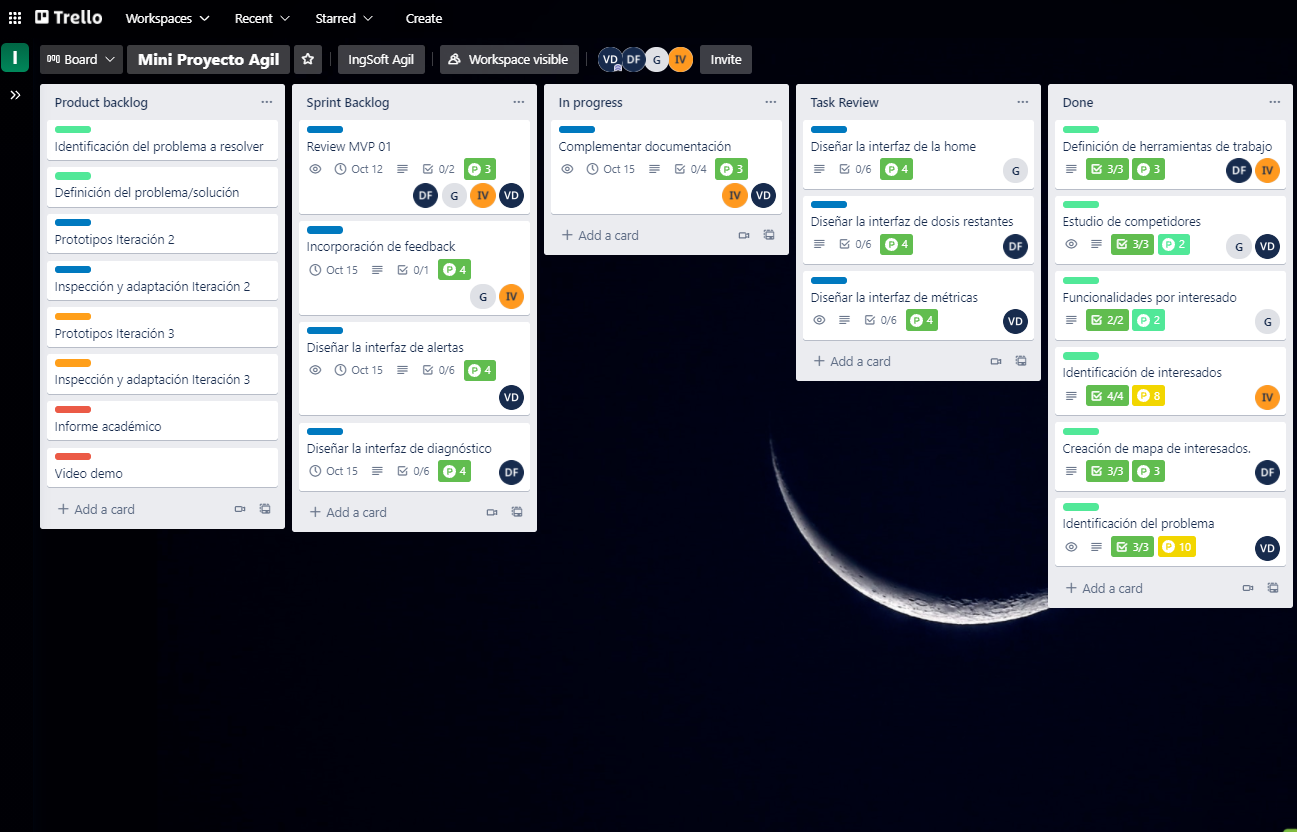 Trello Workspaces Recent Starred Create
I Board Mini Proyecto Agil IngSoft Agil Workspace visible VD DF G IV Invite
Product backlog
Identificación del problema a resolver
Definición del problema/solución
Prototipos Iteración 2
Inspección y adaptación Iteración 2
Prototipos Iteración 3
Inspección y adaptación Iteración 3
Informe académico
Video demo
+ Add a card
Sprint Backlog
Review MVP 01
Oct 12 0/2 P 3
DF G IV VD
Incorporación de feedback
Oct 15 0/1 P 4
G IV
Diseñar la interfaz de alertas
Oct 15 0/6 P 4
VD
Diseñar la interfaz de diagnóstico
Oct 15 0/6 P 4 DF
+ Add a card
In progress
Complementar documentación
Oct 15 0/4 P 3
IV VD
+ Add a card
Task Review
Diseñar la interfaz de la home
0/6 P 4 G
Diseñar la interfaz de dosis restantes
0/6 P 4 DF
Diseñar la interfaz de métricas
0/6 P 4 VD
+ Add a card
Done
Definición de herramientas de trabajo
3/3 P 3 DF IV
Estudio de competidores
3/3 P 2 G VD
Funcionalidades por interesado
2/2 P 2 G
Identificación de interesados
4/4 P 8 IV
Creación de mapa de interesados.
3/3 P 3 DF
Identificación del problema
3/3 P 10 VD
+ Add a card